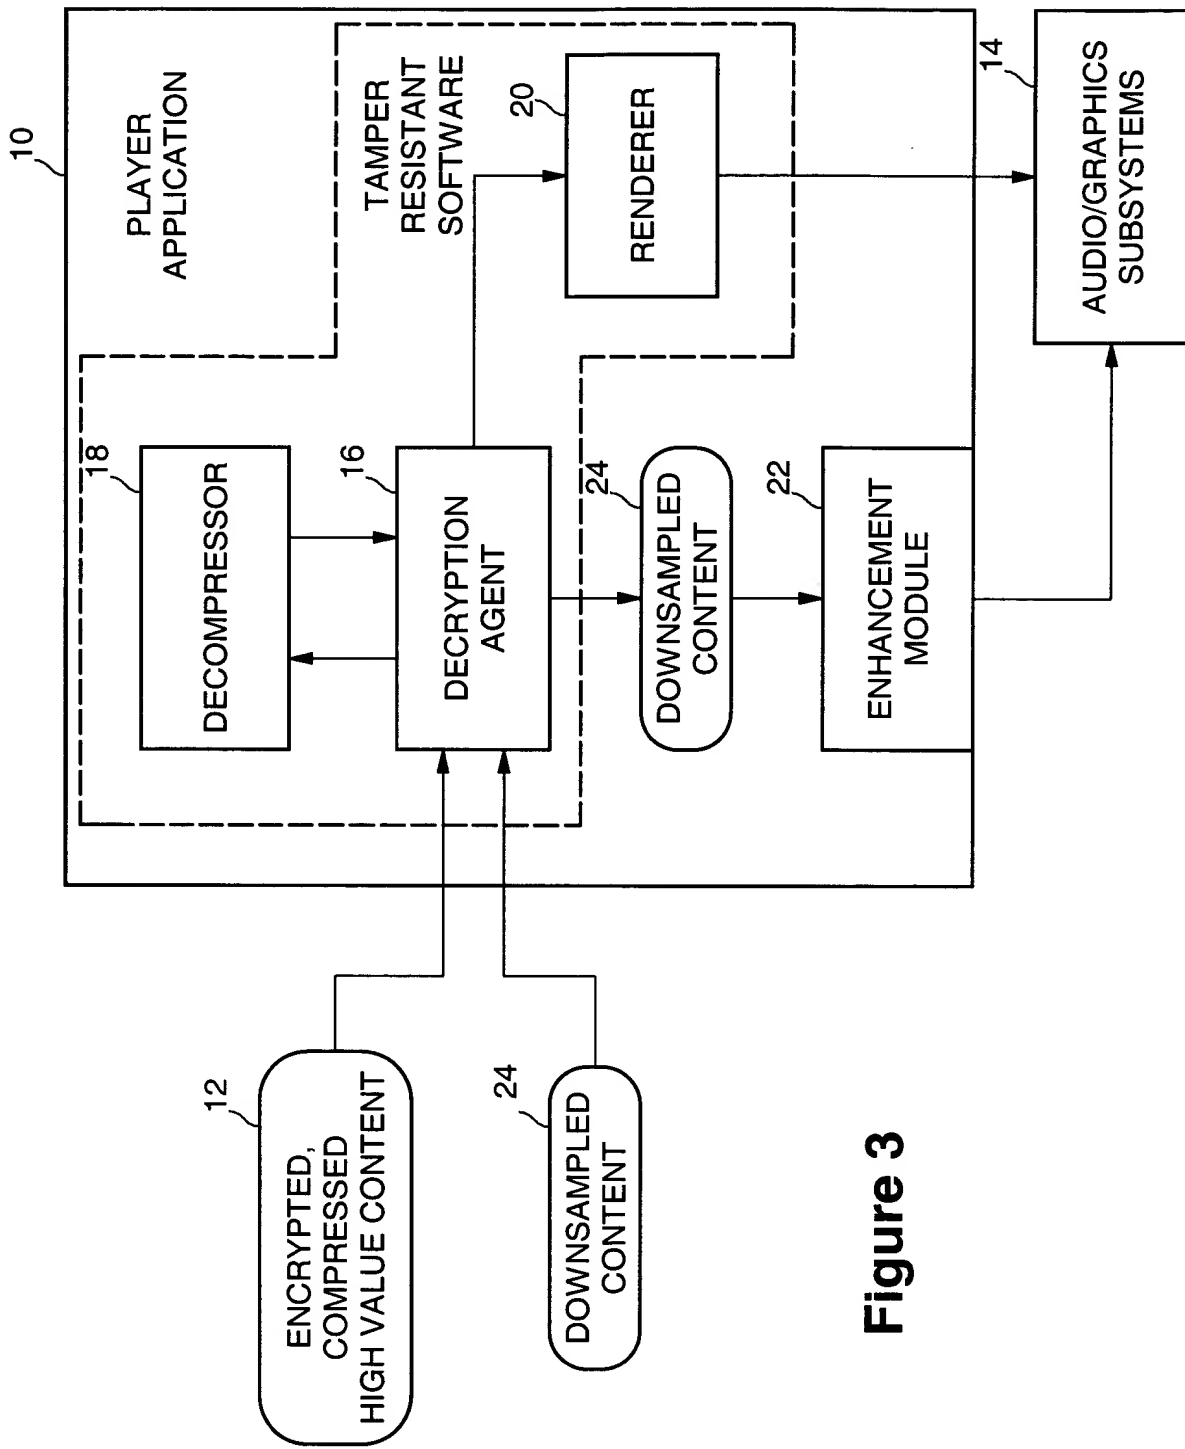 10
PLAYER
APPLICATION
TAMPER
RESISTANT
SOFTWARE
18
DECOMPRESSOR
16
DECRYPTION
AGENT
20
RENDERER
24
DOWNSAMPLED
CONTENT
22
ENHANCEMENT
MODULE
14
AUDIO/GRAPHICS
SUBSYSTEMS
12
ENCRYPTED,
COMPRESSED
HIGH VALUE CONTENT
24
DOWNSAMPLED
CONTENT
Figure 3